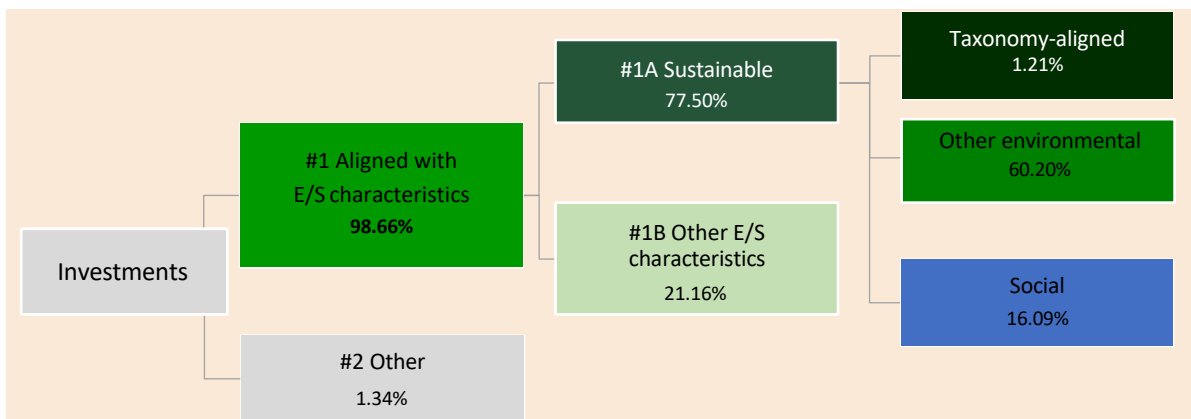 Investments
#1 Aligned with
E/S characteristics
98.66%
#2 Other
1.34%
#1A Sustainable
77.50%
#1B Other E/S
characteristics
21.16%
Taxonomy-aligned
1.21%
Other environmental
60.20%
Social
16.09%